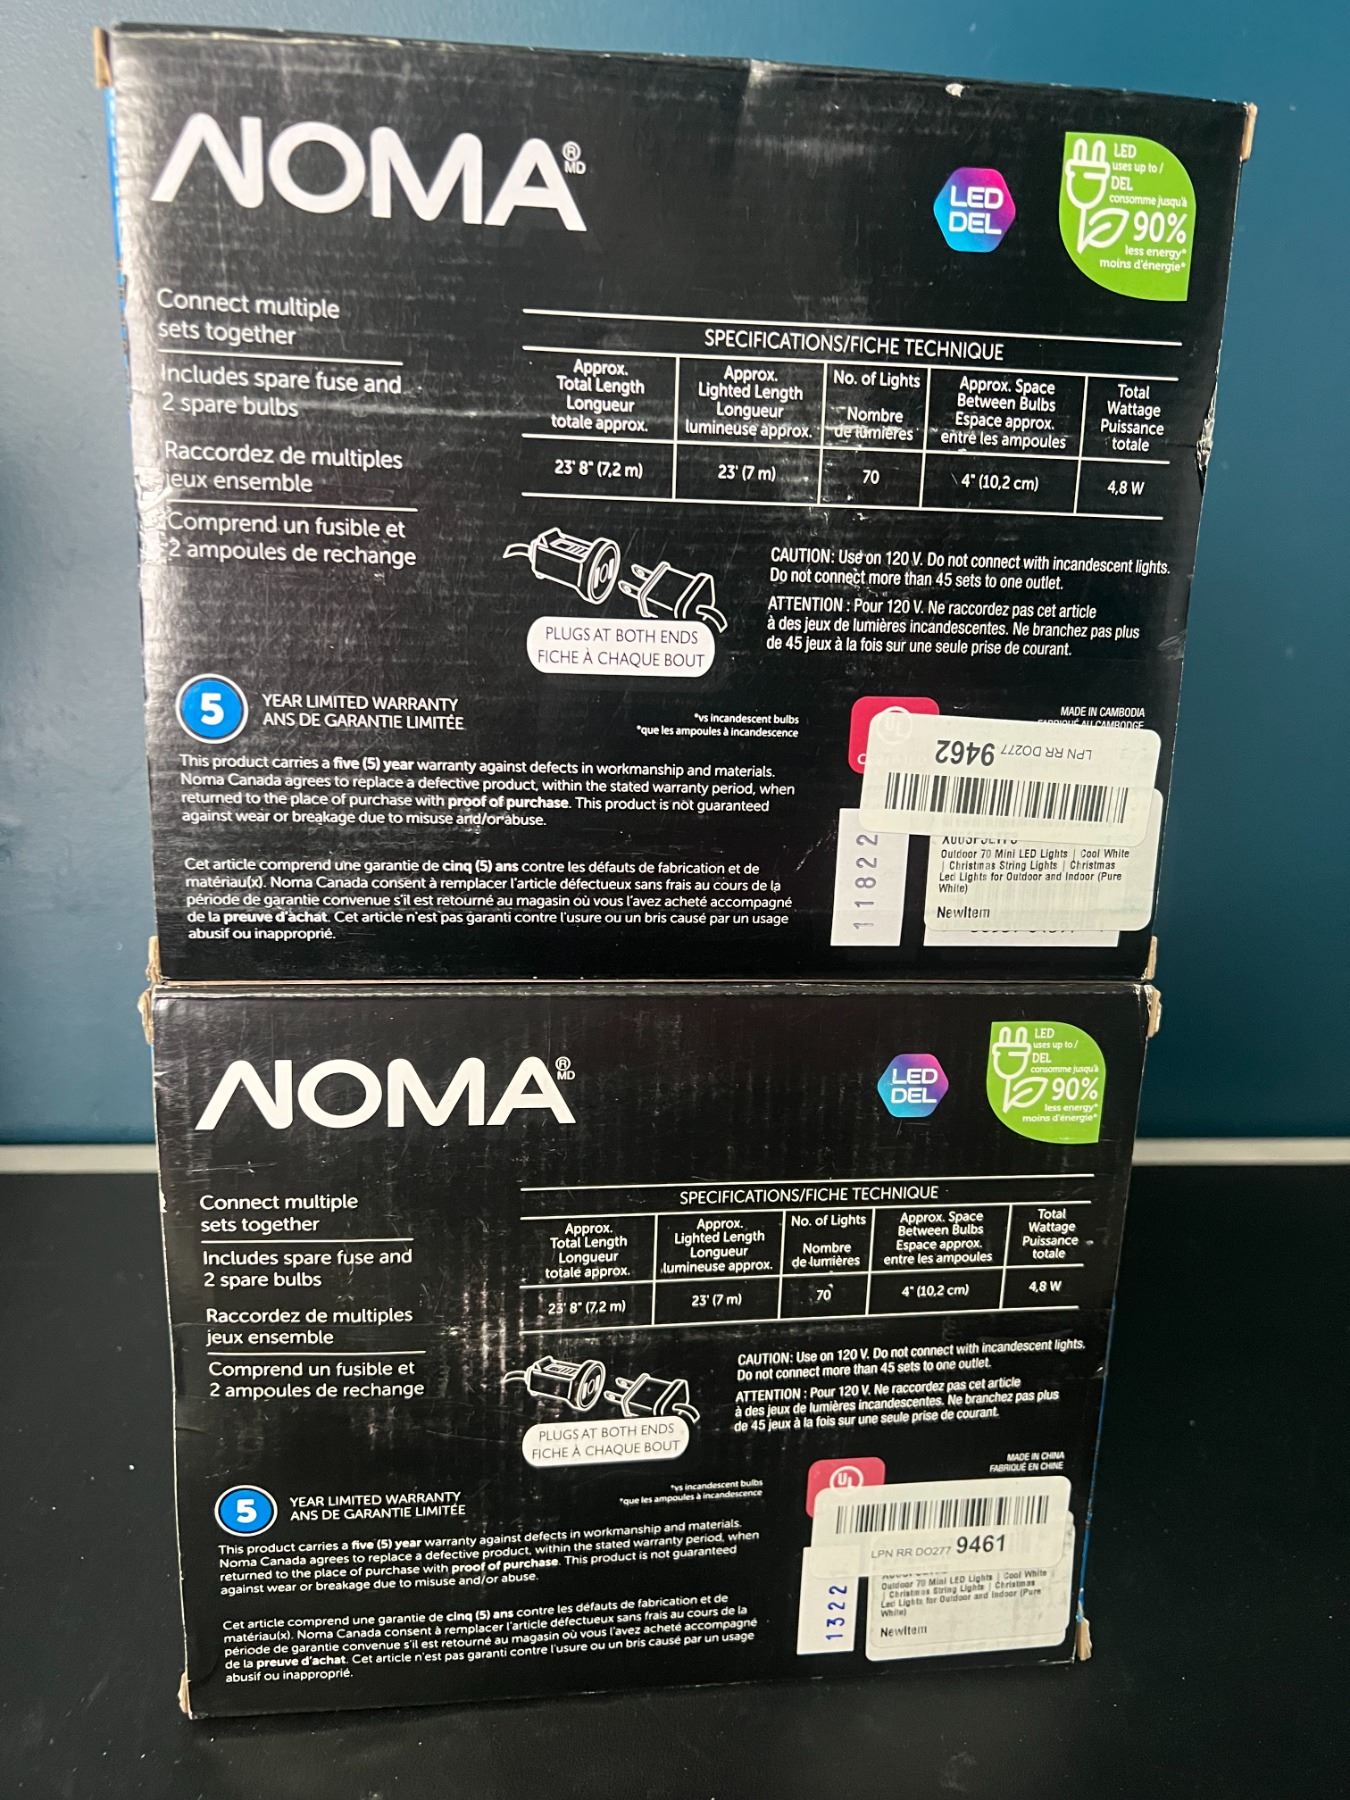 NOMA ® MD
LED
DEL
LED
uses up to /
DEL
consomme jusqu'à
90%
less energy*
moins d'énergie*
Connect multiple
sets together
Includes spare fuse and
2 spare bulbs
Raccordez de multiples
jeux ensemble
Comprend un fusible et
2 ampoules de rechange
SPECIFICATIONS/FICHE TECHNIQUE
Approx.
Total Length
Longueur
totale approx.
Approx.
Lighted Length
Longueur
lumineuse approx.
No. of Lights
Nombre
de lumières
Approx. Space
Between Bulbs
Espace approx.
entre les ampoules
Total
Wattage
Puissance
totale
23' 8" (7,2 m)
23' (7 m)
70
4" (10,2 cm)
4,8 W
PLUGS AT BOTH ENDS
FICHE À CHAQUE BOUT
CAUTION: Use on 120 V. Do not connect with incandescent lights.
Do not connect more than 45 sets to one outlet.
ATTENTION : Pour 120 V. Ne raccordez pas cet article
à des jeux de lumières incandescentes. Ne branchez pas plus
de 45 jeux à la fois sur une seule prise de courant.
5
YEAR LIMITED WARRANTY
ANS DE GARANTIE LIMITÉE
*vs incandescent bulbs
*que les ampoules à incandescence
This product carries a five (5) year warranty against defects in workmanship and materials.
Noma Canada agrees to replace a defective product, within the stated warranty period, when
returned to the place of purchase with proof of purchase. This product is not guaranteed
against wear or breakage due to misuse and/or abuse.
Cet article comprend une garantie de cinq (5) ans contre les défauts de fabrication et de
matériau(x). Noma Canada consent à remplacer l'article défectueux sans frais au cours de la
période de garantie convenue s'il est retourné au magasin où vous l'avez acheté accompagné
de la preuve d'achat. Cet article n'est pas garanti contre l'usure ou un bris causé par un usage
abusif ou inapproprié.
UL
MADE IN CAMBODIA
FABRIQUÉ AU CAMBODGE
LPN RR DO277 9462
Outdoor 70 Mini LED Lights | Cool White
| Christmas String Lights | Christmas
Led Lights for Outdoor and Indoor (Pure
White)
NewItem
11822
NOMA ® MD
LED
DEL
LED
uses up to /
DEL
consomme jusqu'à
90%
less energy*
moins d'énergie*
Connect multiple
sets together
Includes spare fuse and
2 spare bulbs
Raccordez de multiples
jeux ensemble
Comprend un fusible et
2 ampoules de rechange
SPECIFICATIONS/FICHE TECHNIQUE
Approx.
Total Length
Longueur
totale approx.
Approx.
Lighted Length
Longueur
lumineuse approx.
No. of Lights
Nombre
de lumières
Approx. Space
Between Bulbs
Espace approx.
entre les ampoules
Total
Wattage
Puissance
totale
23' 8" (7,2 m)
23' (7 m)
70
4" (10,2 cm)
4,8 W
PLUGS AT BOTH ENDS
FICHE À CHAQUE BOUT
CAUTION: Use on 120 V. Do not connect with incandescent lights.
Do not connect more than 45 sets to one outlet.
ATTENTION : Pour 120 V. Ne raccordez pas cet article
à des jeux de lumières incandescentes. Ne branchez pas plus
de 45 jeux à la fois sur une seule prise de courant.
5
YEAR LIMITED WARRANTY
ANS DE GARANTIE LIMITÉE
*vs incandescent bulbs
*que les ampoules à incandescence
This product carries a five (5) year warranty against defects in workmanship and materials.
Noma Canada agrees to replace a defective product, within the stated warranty period, when
returned to the place of purchase with proof of purchase. This product is not guaranteed
against wear or breakage due to misuse and/or abuse.
Cet article comprend une garantie de cinq (5) ans contre les défauts de fabrication et de
matériau(x). Noma Canada consent à remplacer l'article défectueux sans frais au cours de la
période de garantie convenue s'il est retourné au magasin où vous l'avez acheté accompagné
de la preuve d'achat. Cet article n'est pas garanti contre l'usure ou un bris causé par un usage
abusif ou inapproprié.
UL
MADE IN CHINA
FABRIQUÉ EN CHINE
LPN RR DO277 9461
Outdoor 70 Mini LED Lights | Cool White
| Christmas String Lights | Christmas
Led Lights for Outdoor and Indoor (Pure
White)
NewItem
1322